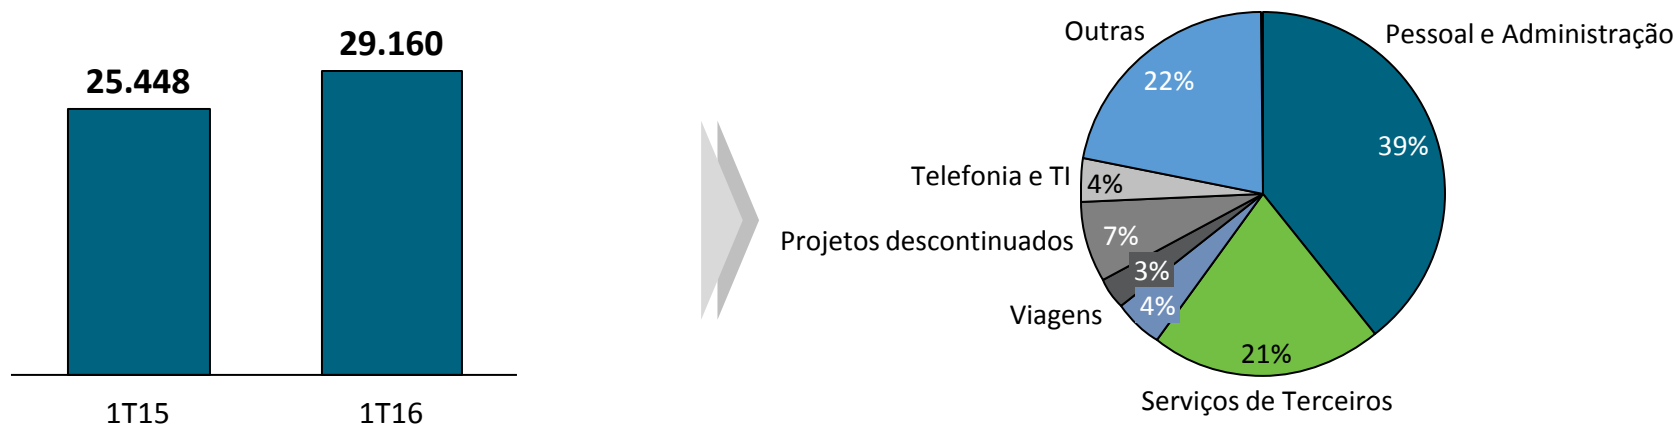 25.448
29.160
1T15
1T16
Outras
22%
Pessoal e Administração
39%
Telefonia e TI
4%
Projetos descontinuados
7%
3%
Viagens
4%
21%
Serviços de Terceiros